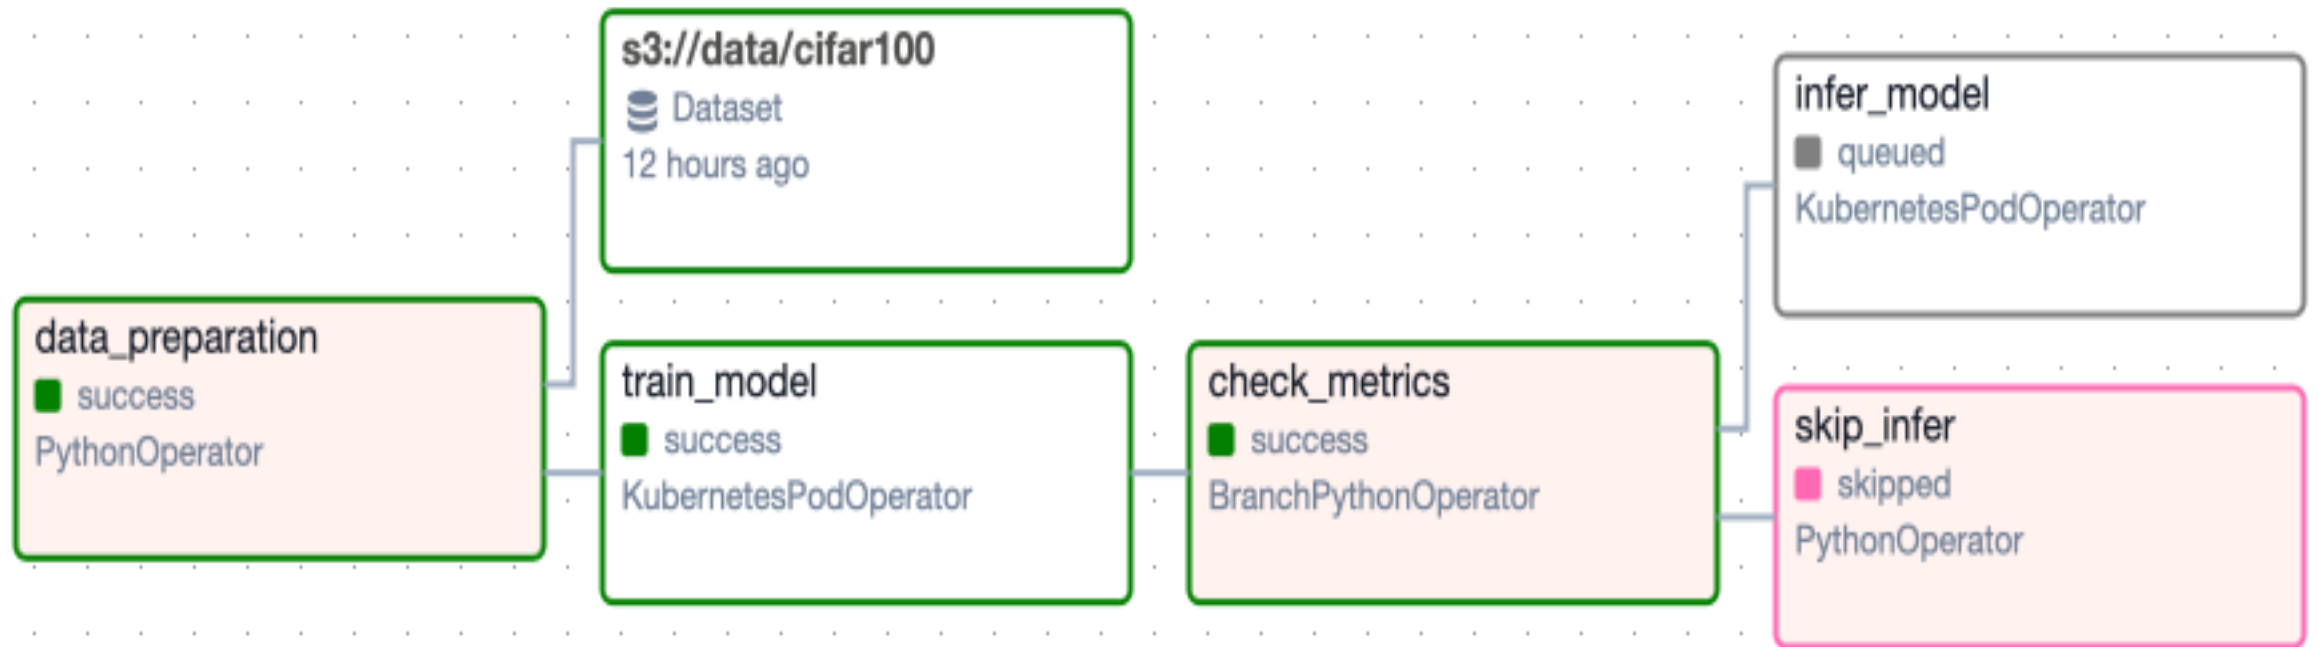 s3://data/cifar100
Dataset
12 hours ago
infer_model
queued
KubernetesPodOperator
data_preparation
success
PythonOperator
train_model
success
KubernetesPodOperator
check_metrics
success
BranchPythonOperator
skip_infer
skipped
PythonOperator